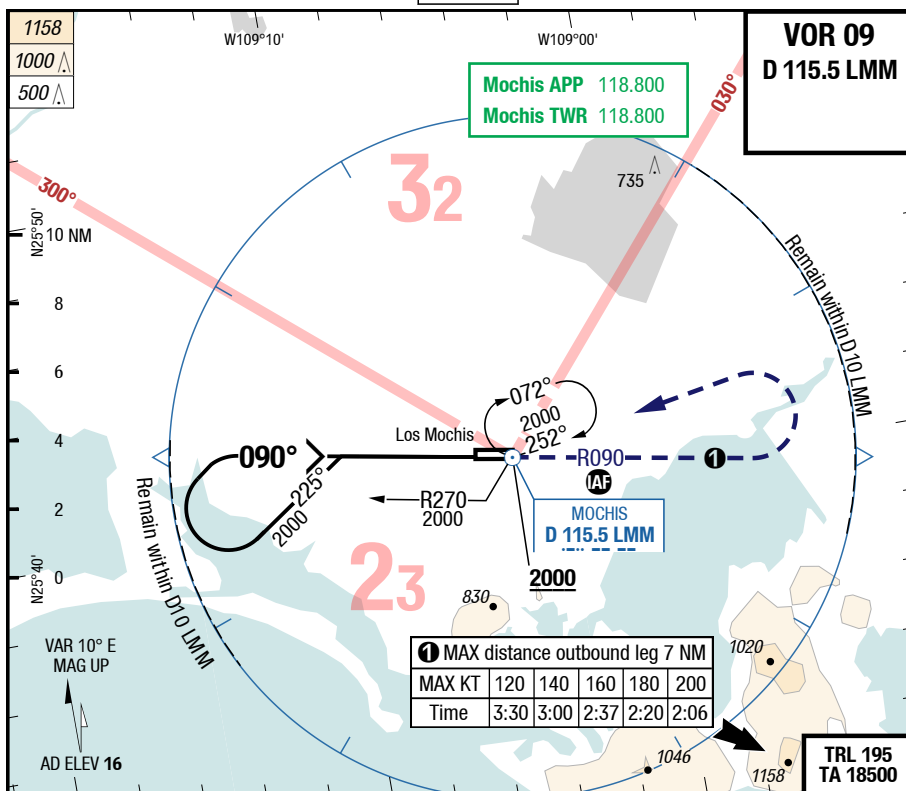 1158
1000
500
W109°10'
W109°00'
VOR 09
D 115.5 LMM
Mochis APP 118.800
Mochis TWR 118.800
030°
300°
32
735
N25°50'
10 NM
8
6
4
2
0
N25°40'
Remain within D10 LMM
072°
2000
252°
Los Mochis
090°
225°
2000
R090
1
IAF
R270
2000
MOCHIS
D 115.5 LMM
Remain within D10 LMM
2000
23
830
1020
1 MAX distance outbound leg 7 NM
MAX KT 120 140 160 180 200
Time 3:30 3:00 2:37 2:20 2:06
VAR 10° E
MAG UP
AD ELEV 16
1046
1158
TRL 195
TA 18500